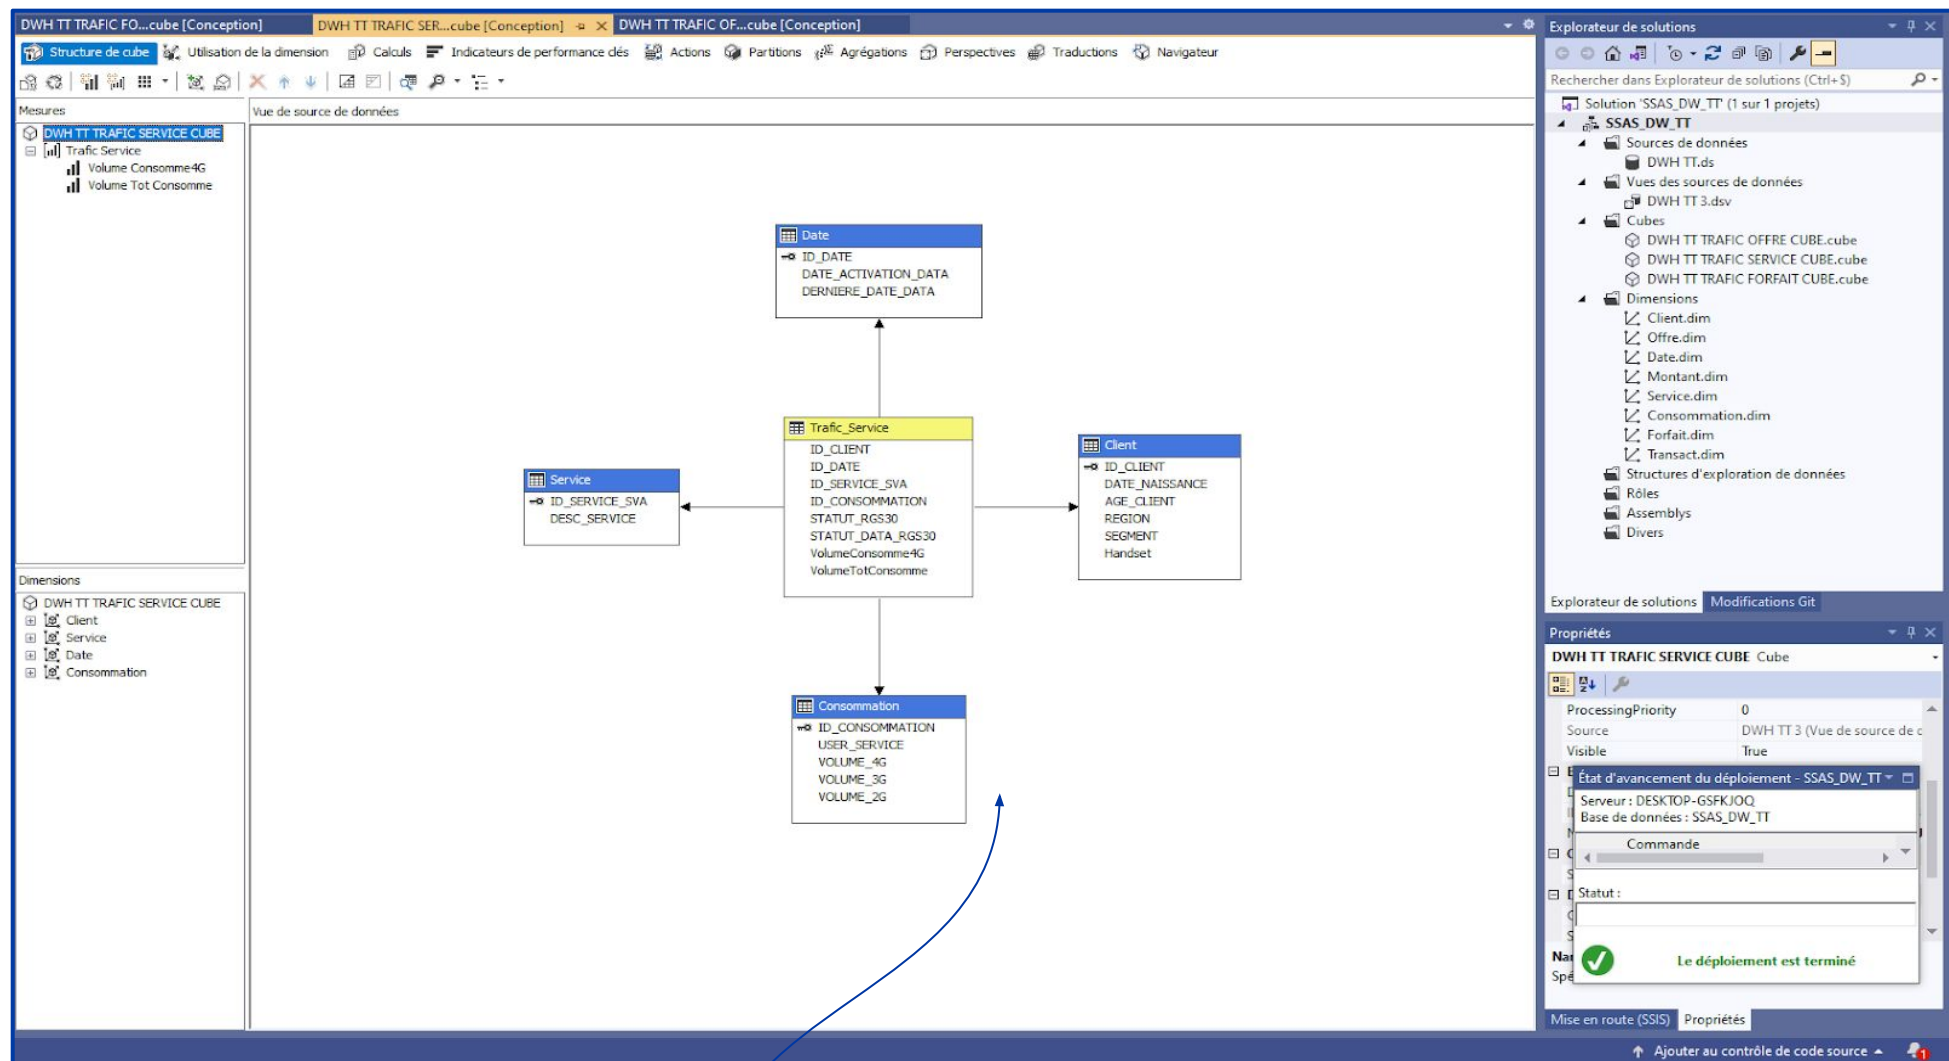 DWH TT TRAFIC FO...cube [Conception]
DWH TT TRAFIC SER...cube [Conception]
DWH TT TRAFIC OF...cube [Conception]
Structure de cube
Utilisation de la dimension
Calculs
Indicateurs de performance clés
Actions
Partitions
Agrégations
Perspectives
Traductions
Navigateur
Mesures
DWH TT TRAFIC SERVICE CUBE
Trafic Service
Volume Consomme4G
Volume Tot Consomme
Dimensions
DWH TT TRAFIC SERVICE CUBE
Client
Service
Date
Consommation
Vue de source de données
Date
ID_DATE
DATE_ACTIVATION_DATA
DERNIERE_DATE_DATA
Trafic_Service
ID_CLIENT
ID_DATE
ID_SERVICE_SVA
ID_CONSOMMATION
STATUT_RGS30
STATUT_DATA_RGS30
VolumeConsomme4G
VolumeTotConsomme
Service
ID_SERVICE_SVA
DESC_SERVICE
Client
ID_CLIENT
DATE_NAISSANCE
AGE_CLIENT
REGION
SEGMENT
Handset
Consommation
ID_CONSOMMATION
USER_SERVICE
VOLUME_4G
VOLUME_3G
VOLUME_2G
Explorateur de solutions
Rechercher dans Explorateur de solutions (Ctrl+$)
Solution 'SSAS_DW_TT' (1 sur 1 projets)
SSAS_DW_TT
Sources de données
DWH TT.ds
Vues des sources de données
DWH TT 3.dsv
Cubes
DWH TT TRAFIC OFFRE CUBE.cube
DWH TT TRAFIC SERVICE CUBE.cube
DWH TT TRAFIC FORFAIT CUBE.cube
Dimensions
Client.dim
Offre.dim
Date.dim
Montant.dim
Service.dim
Consommation.dim
Forfait.dim
Transact.dim
Structures d'exploration de données
Rôles
Assemblys
Divers
Explorateur de solutions
Modifications Git
Propriétés
DWH TT TRAFIC SERVICE CUBE Cube
ProcessingPriority 0
Source DWH TT 3 (Vue de source de
Visible True
État d'avancement du déploiement - SSAS_DW_TT
Serveur : DESKTOP-GSFKJOQ
Base de données : SSAS_DW_TT
Commande
Statut :
Le déploiement est terminé
Mise en route (SSIS)
Propriétés
Ajouter au contrôle de code source
1